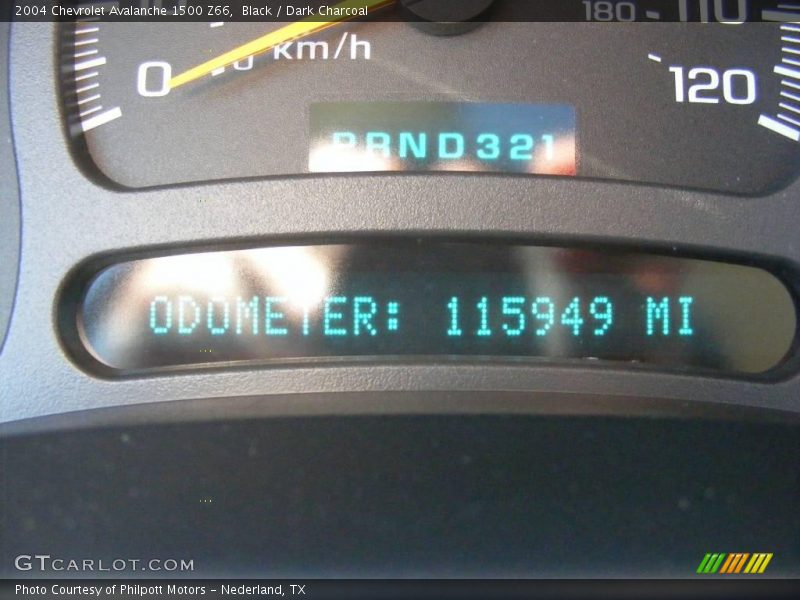 2004 Chevrolet Avalanche 1500 Z66, Black / Dark Charcoal
180 110
0 km/h 120
PRND321
ODOMETER: 115949 MI
GTCARLOT.COM
Photo Courtesy of Philpott Motors - Nederland, TX